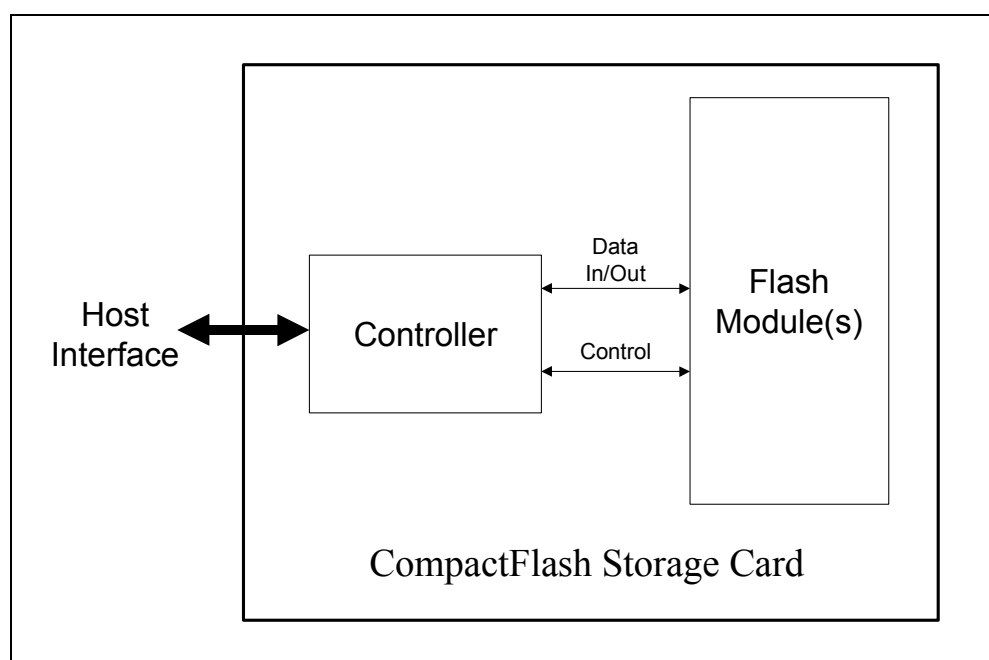 Host
Interface
Controller
Data
In/Out
Control
Flash
Module(s)
CompactFlash Storage Card